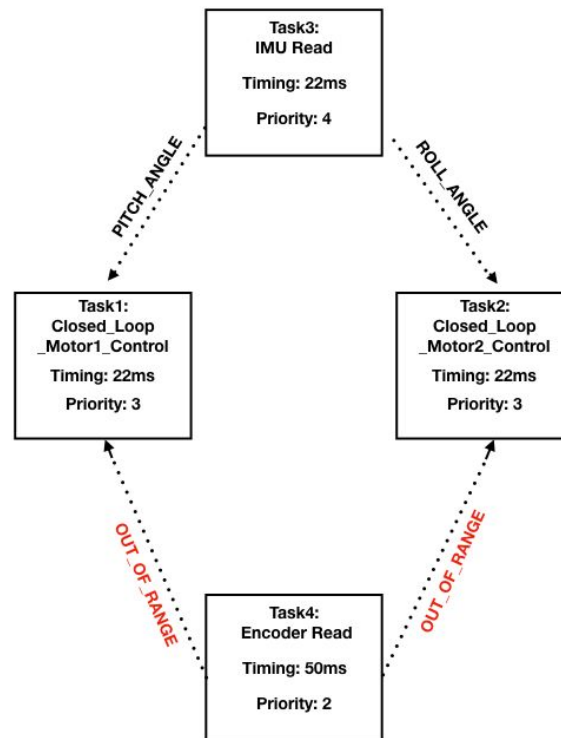 Task3:
IMU Read
Timing: 22ms
Priority: 4
PITCH_ANGLE
ROLL_ANGLE
Task1:
Closed_Loop
_Motor1_Control
Timing: 22ms
Priority: 3
Task2:
Closed_Loop
_Motor2_Control
Timing: 22ms
Priority: 3
OUT_OF_RANGE
OUT_OF_RANGE
Task4:
Encoder Read
Timing: 50ms
Priority: 2